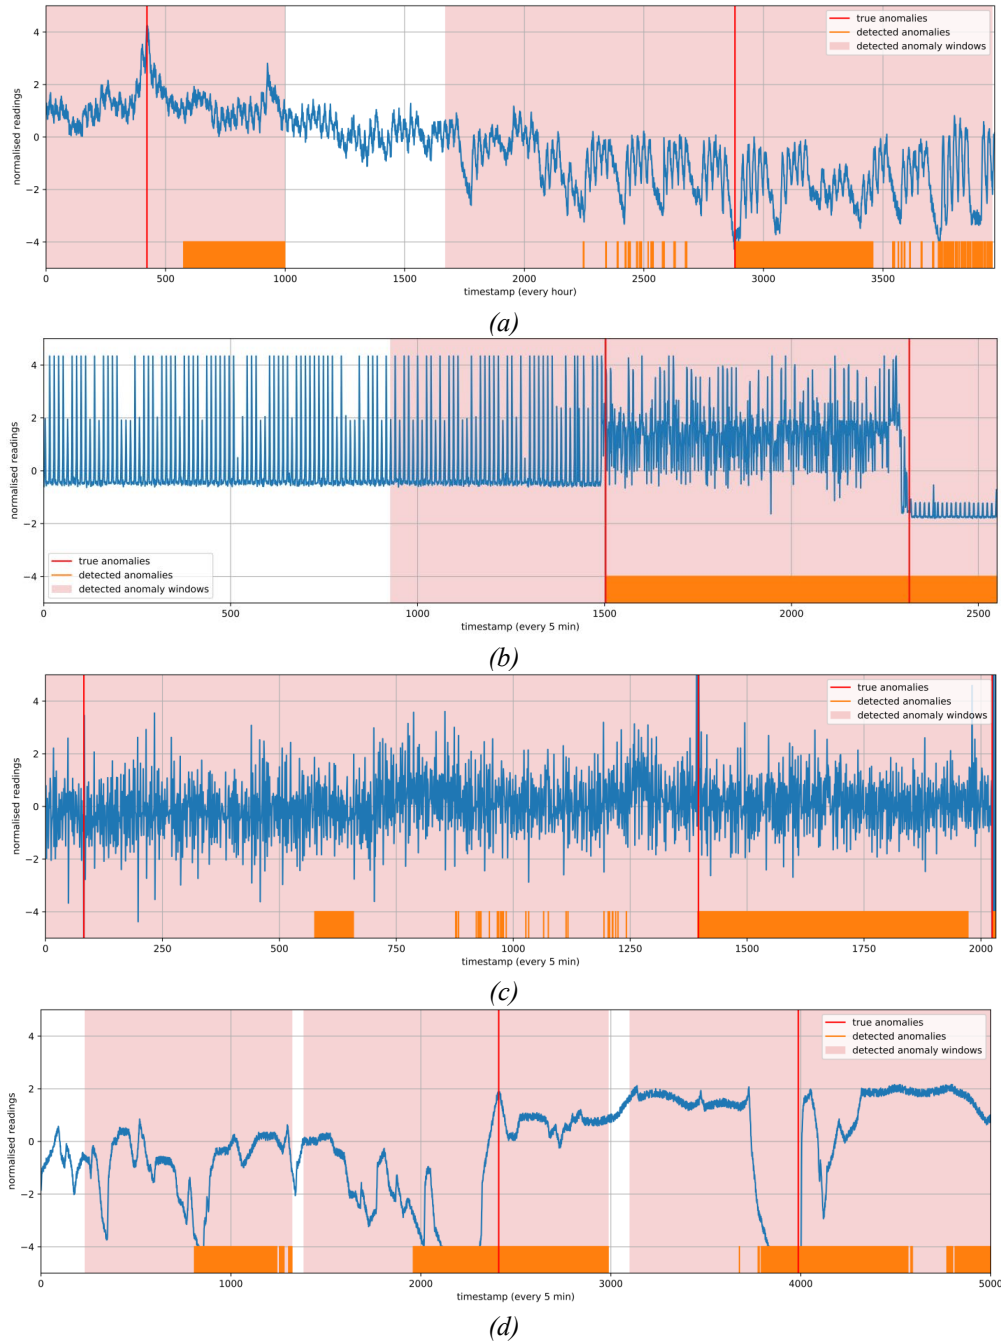 4
2
0
−2
−4
normalised readings
true anomalies
detected anomalies
detected anomaly windows
0 500 1000 1500 2000 2500 3000 3500
timestamp (every hour)
(a)
4
2
0
−2
−4
normalised readings
true anomalies
detected anomalies
detected anomaly windows
0 500 1000 1500 2000 2500
timestamp (every 5 min)
(b)
4
2
0
−2
−4
normalised readings
true anomalies
detected anomalies
detected anomaly windows
0 250 500 750 1000 1250 1500 1750 2000
timestamp (every 5 min)
(c)
4
2
0
−2
−4
normalised readings
true anomalies
detected anomalies
detected anomaly windows
0 1000 2000 3000 4000 5000
timestamp (every 5 min)
(d)